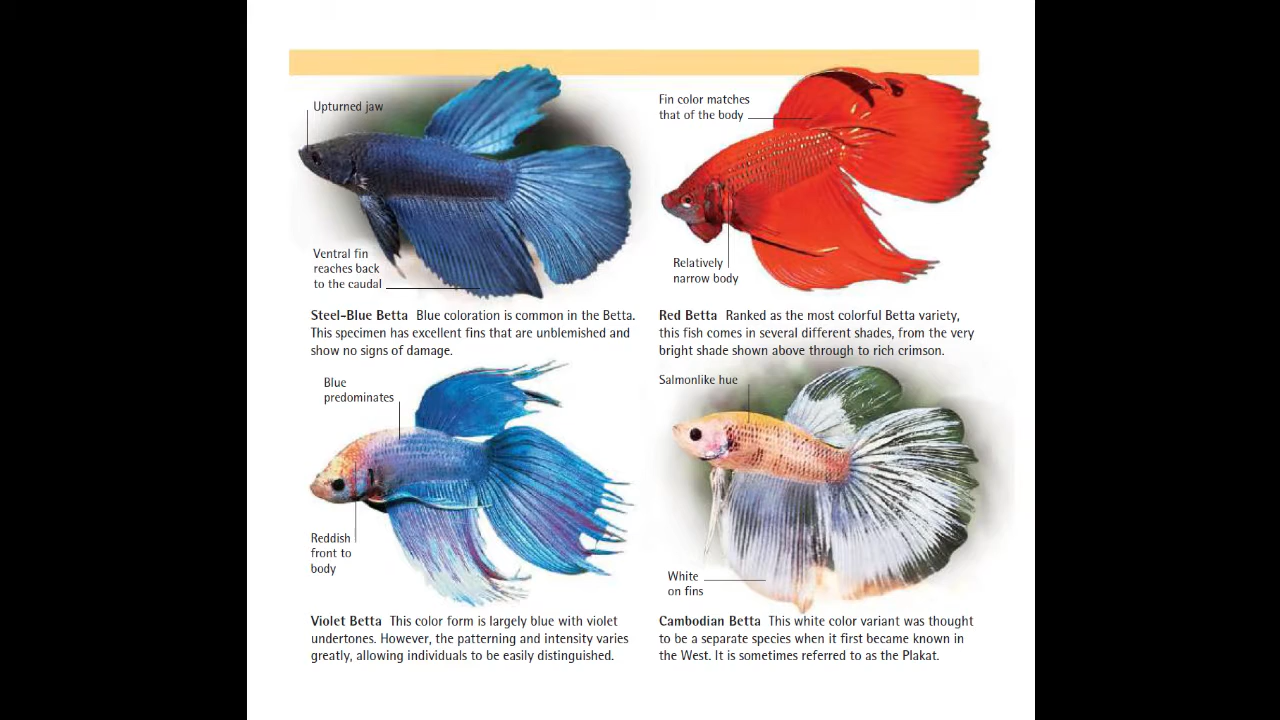 Upturned jaw
Ventral fin
reaches back
to the caudal
Steel-Blue Betta Blue coloration is common in the Betta.
This specimen has excellent fins that are unblemished and
show no signs of damage.
Fin color matches
that of the body
Relatively
narrow body
Red Betta Ranked as the most colorful Betta variety,
this fish comes in several different shades, from the very
bright shade shown above through to rich crimson.
Blue
predominates
Reddish
front to
body
Violet Betta This color form is largely blue with violet
undertones. However, the patterning and intensity varies
greatly, allowing individuals to be easily distinguished.
Salmonlike hue
White
on fins
Cambodian Betta This white color variant was thought
to be a separate species when it first became known in
the West. It is sometimes referred to as the Plakat.